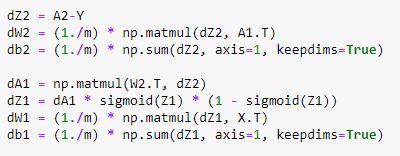 dZ2 = A2-Y
dW2 = (1./m) * np.matmul(dZ2, A1.T)
db2 = (1./m) * np.sum(dZ2, axis=1, keepdims=True)
dA1 = np.matmul(W2.T, dZ2)
dZ1 = dA1 * sigmoid(Z1) * (1 - sigmoid(Z1))
dW1 = (1./m) * np.matmul(dZ1, X.T)
db1 = (1./m) * np.sum(dZ1, axis=1, keepdims=True)